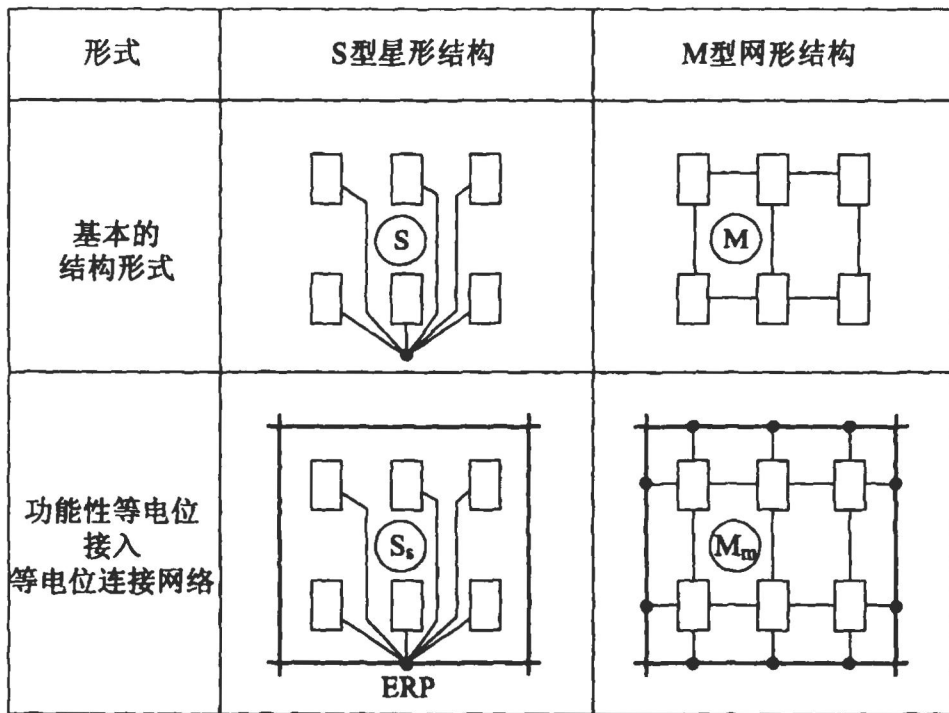 形式
S型星形结构
M型网形结构
基本的
结构形式
S
M
功能性等电位
接入
等电位连接网络
Ss
Mm
ERP